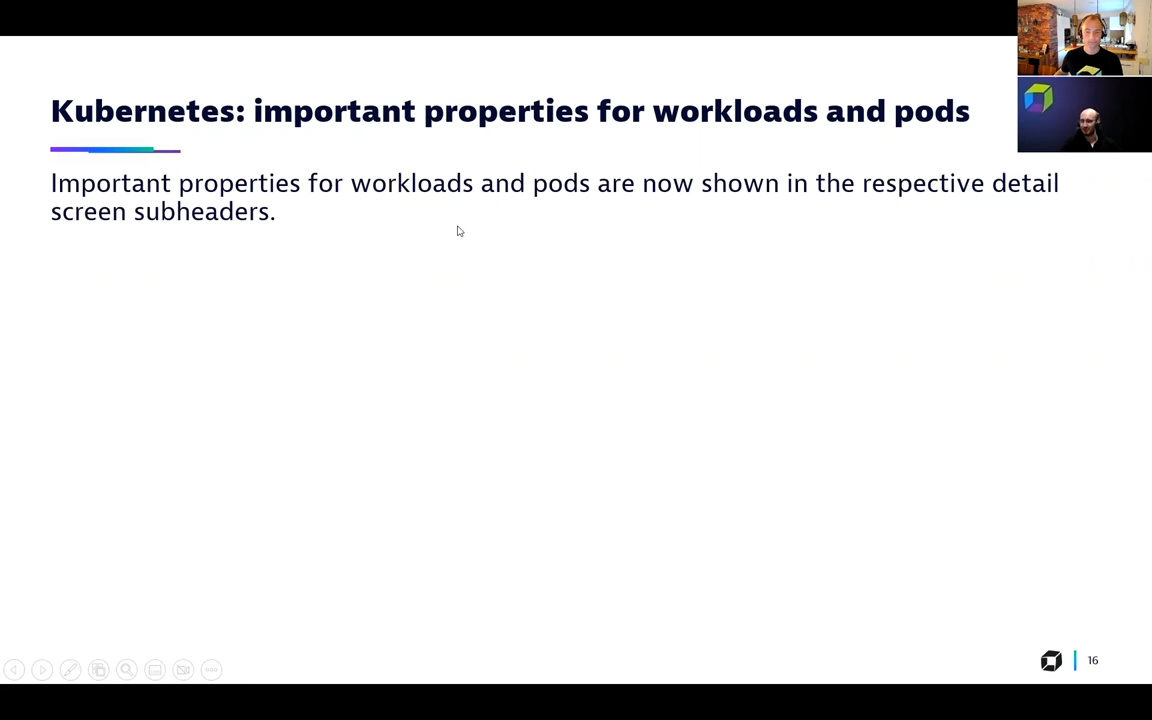 Kubernetes: important properties for workloads and pods
Important properties for workloads and pods are now shown in the respective detail
screen subheaders.
16